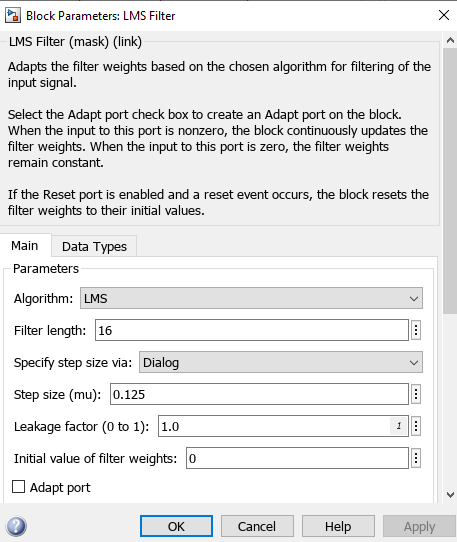 Block Parameters: LMS Filter
LMS Filter (mask) (link)
Adapts the filter weights based on the chosen algorithm for filtering of the
input signal.
Select the Adapt port check box to create an Adapt port on the block.
When the input to this port is nonzero, the block continuously updates the
filter weights. When the input to this port is zero, the filter weights
remain constant.
If the Reset port is enabled and a reset event occurs, the block resets the
filter weights to their initial values.
Main Data Types
Parameters
Algorithm: LMS
Filter length: 16
Specify step size via: Dialog
Step size (mu): 0.125
Leakage factor (0 to 1): 1.0 1
Initial value of filter weights: 0
Adapt port
? OK Cancel Help Apply